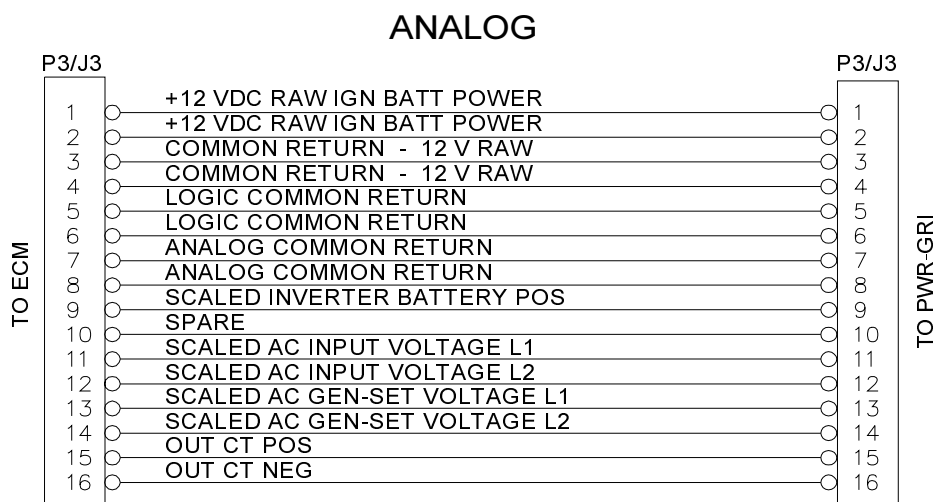 ANALOG
P3/J3 P3/J3
1 +12 VDC RAW IGN BATT POWER 1
2 +12 VDC RAW IGN BATT POWER 2
3 COMMON RETURN - 12 V RAW 3
4 COMMON RETURN - 12 V RAW 4
5 LOGIC COMMON RETURN 5
6 LOGIC COMMON RETURN 6
7 ANALOG COMMON RETURN 7
8 ANALOG COMMON RETURN 8
9 SCALED INVERTER BATTERY POS 9
10 SPARE 10
11 SCALED AC INPUT VOLTAGE L1 11
12 SCALED AC INPUT VOLTAGE L2 12
13 SCALED AC GEN-SET VOLTAGE L1 13
14 SCALED AC GEN-SET VOLTAGE L2 14
15 OUT CT POS 15
16 OUT CT NEG 16
TO ECM
TO PWR-GRI